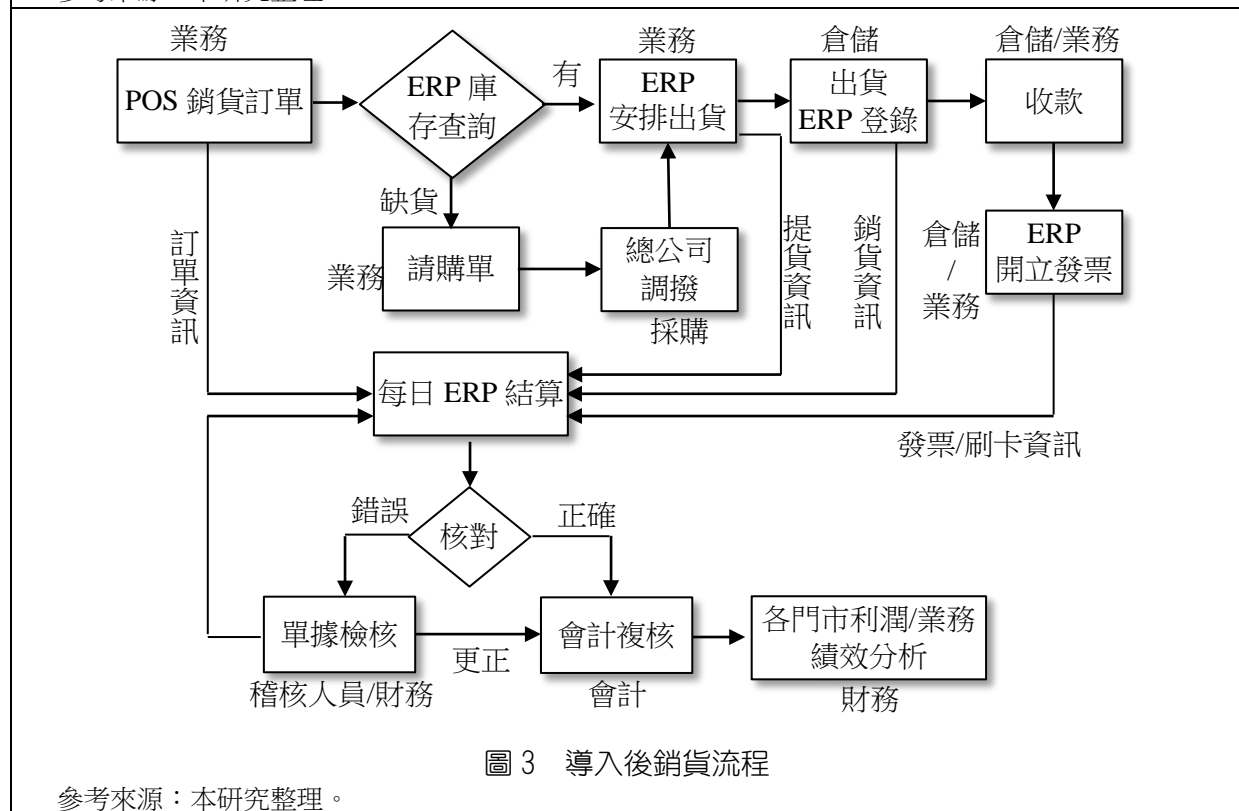 業務
POS 銷貨訂單
ERP 庫
存查詢
有
業務
ERP
安排出貨
倉儲
出貨
ERP 登錄
倉儲/業務
收款
缺貨
業務
請購單
總公司
調撥
採購
訂單資訊
提貨資訊
銷貨資訊
倉儲
/
業務
ERP
開立發票
每日 ERP 結算
發票/刷卡資訊
錯誤
核對
正確
單據檢核
稽核人員/財務
更正
會計複核
會計
各門市利潤/業務
績效分析
財務
圖 3 導入後銷貨流程
參考來源：本研究整理。